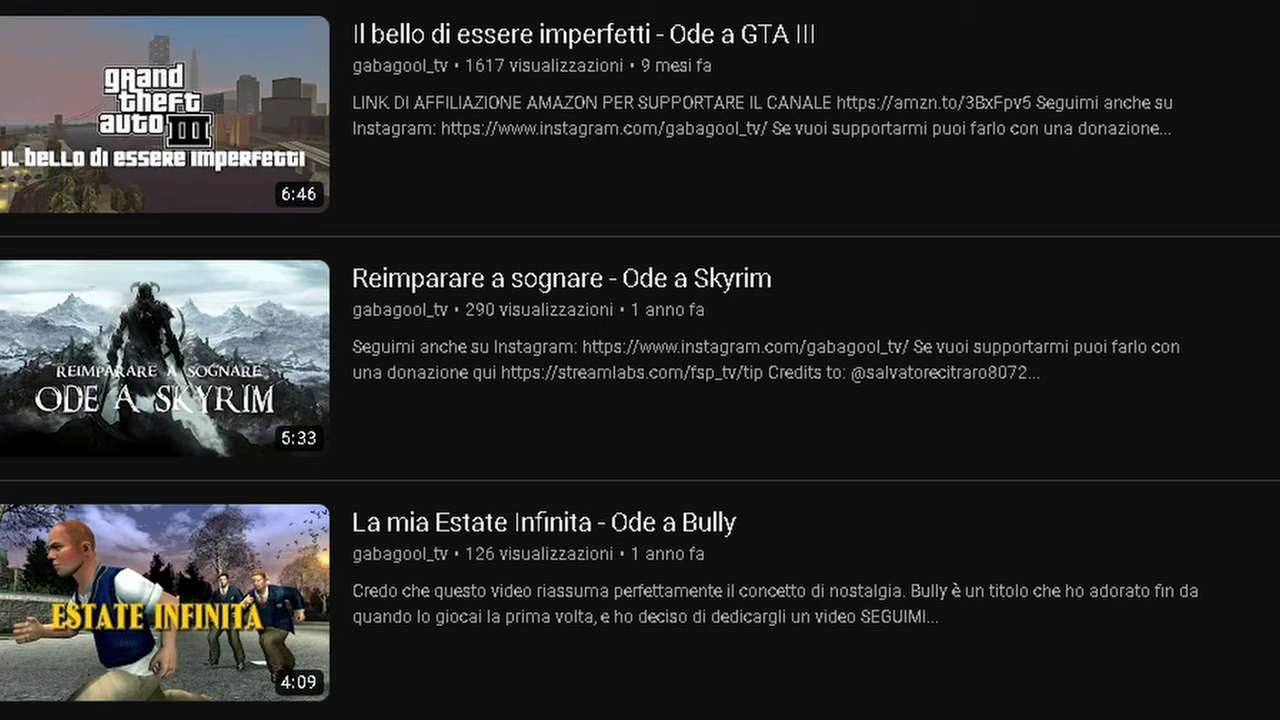 grand
theft
auto III
IL BELLO DI ESSERE IMPERFETTI
6:46
Il bello di essere imperfetti - Ode a GTA III
gabagool_tv • 1617 visualizzazioni • 9 mesi fa
LINK DI AFFILIAZIONE AMAZON PER SUPPORTARE IL CANALE https://amzn.to/3BxFpv5 Seguimi anche su
Instagram: https://www.instagram.com/gabagool_tv/ Se vuoi supportarmi puoi farlo con una donazione...
REIMPARARE A SOGNARE
ODE A SKYRIM
5:33
Reimparare a sognare - Ode a Skyrim
gabagool_tv • 290 visualizzazioni • 1 anno fa
Seguimi anche su Instagram: https://www.instagram.com/gabagool_tv/ Se vuoi supportarmi puoi farlo con
una donazione qui https://streamlabs.com/fsp_tv/tip Credits to: @salvatorecitraro8072...
ESTATE INFINITA
4:09
La mia Estate Infinita - Ode a Bully
gabagool_tv • 126 visualizzazioni • 1 anno fa
Credo che questo video riassuma perfettamente il concetto di nostalgia. Bully è un titolo che ho adorato fin da
quando lo giocai la prima volta, e ho deciso di dedicargli un video SEGUIMI...